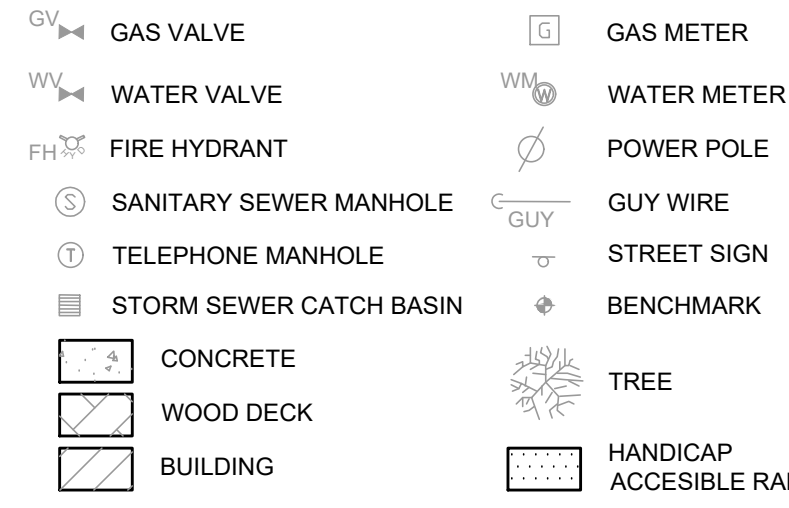 GV GAS VALVE
G GAS METER
WV WATER VALVE
WM W WATER METER
FH FIRE HYDRANT
POWER POLE
S SANITARY SEWER MANHOLE
GUY GUY WIRE
T TELEPHONE MANHOLE
STREET SIGN
STORM SEWER CATCH BASIN
BENCHMARK
CONCRETE
TREE
WOOD DECK
BUILDING
HANDICAP
ACCESIBLE